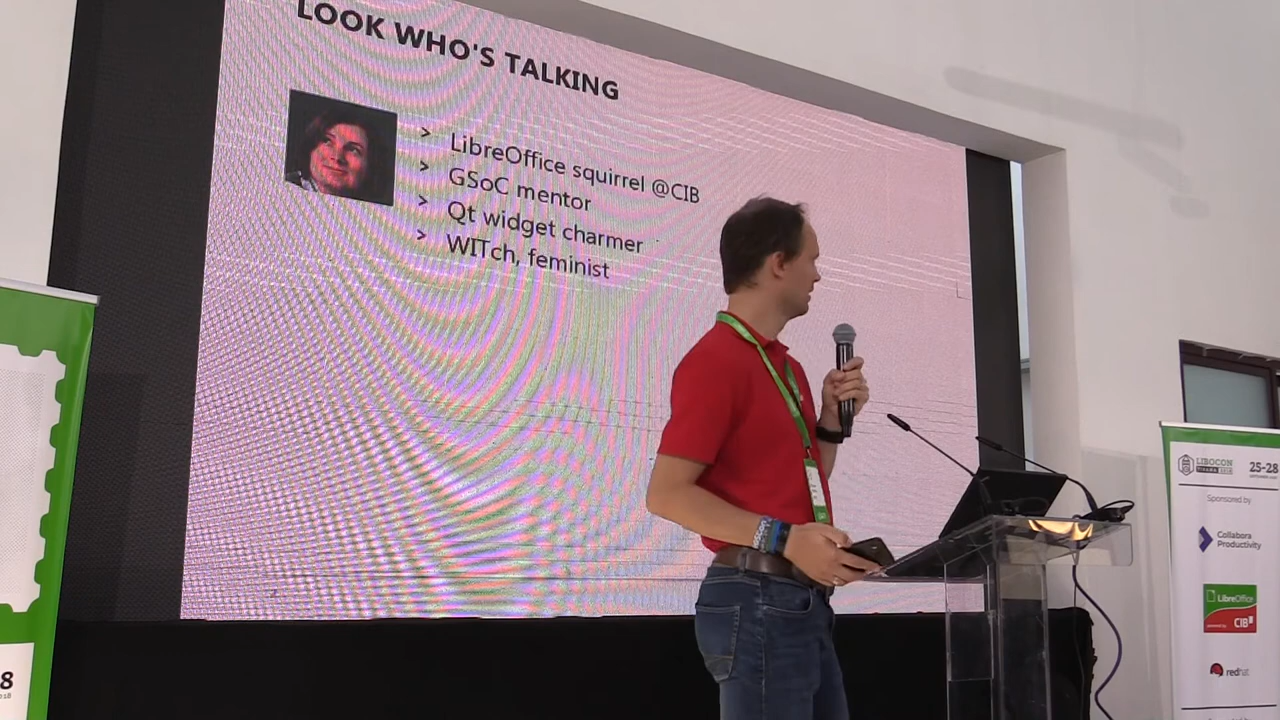 LOOK WHO'S TALKING
> LibreOffice squirrel @CIB
> GSoC mentor
> Qt widget charmer
> WITch, feminist
LIBOCON
25-28
Sponsored by
Collabora
Productivity
LibreOffice
CIB
redhat
8